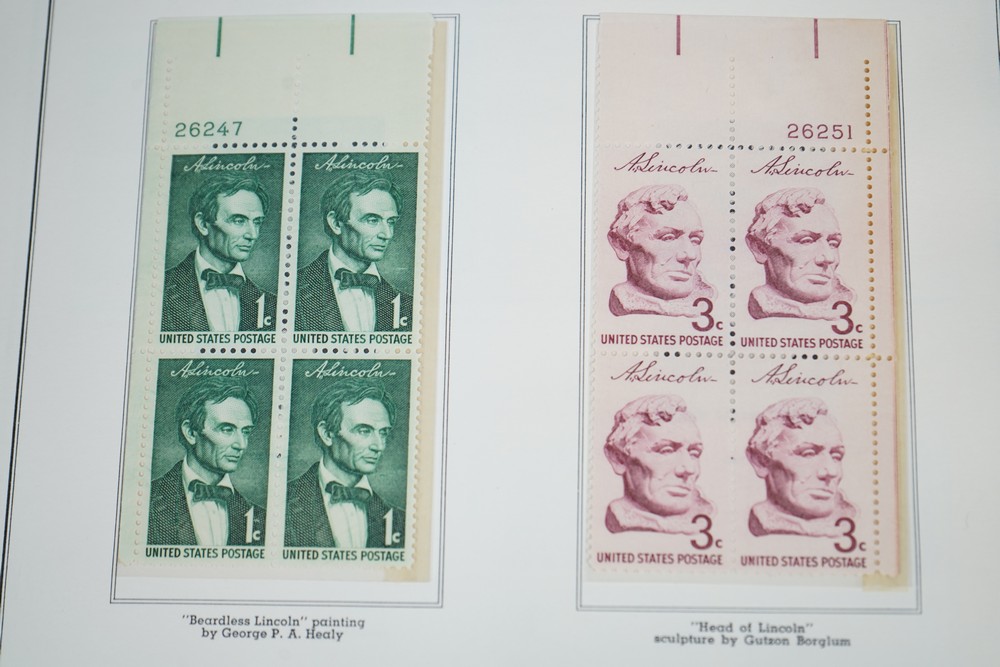 26247
A. Lincoln
A. Lincoln
1c
1c
UNITED STATES POSTAGE
UNITED STATES POSTAGE
A. Lincoln
A. Lincoln
1c
1c
UNITED STATES POSTAGE
UNITED STATES POSTAGE
"Beardless Lincoln" painting
by George P. A. Healy
26251
A. Lincoln
A. Lincoln
3c
3c
UNITED STATES POSTAGE
UNITED STATES POSTAGE
A. Lincoln
A. Lincoln
3c
3c
UNITED STATES POSTAGE
UNITED STATES POSTAGE
"Head of Lincoln"
sculpture by Gutzon Borglum